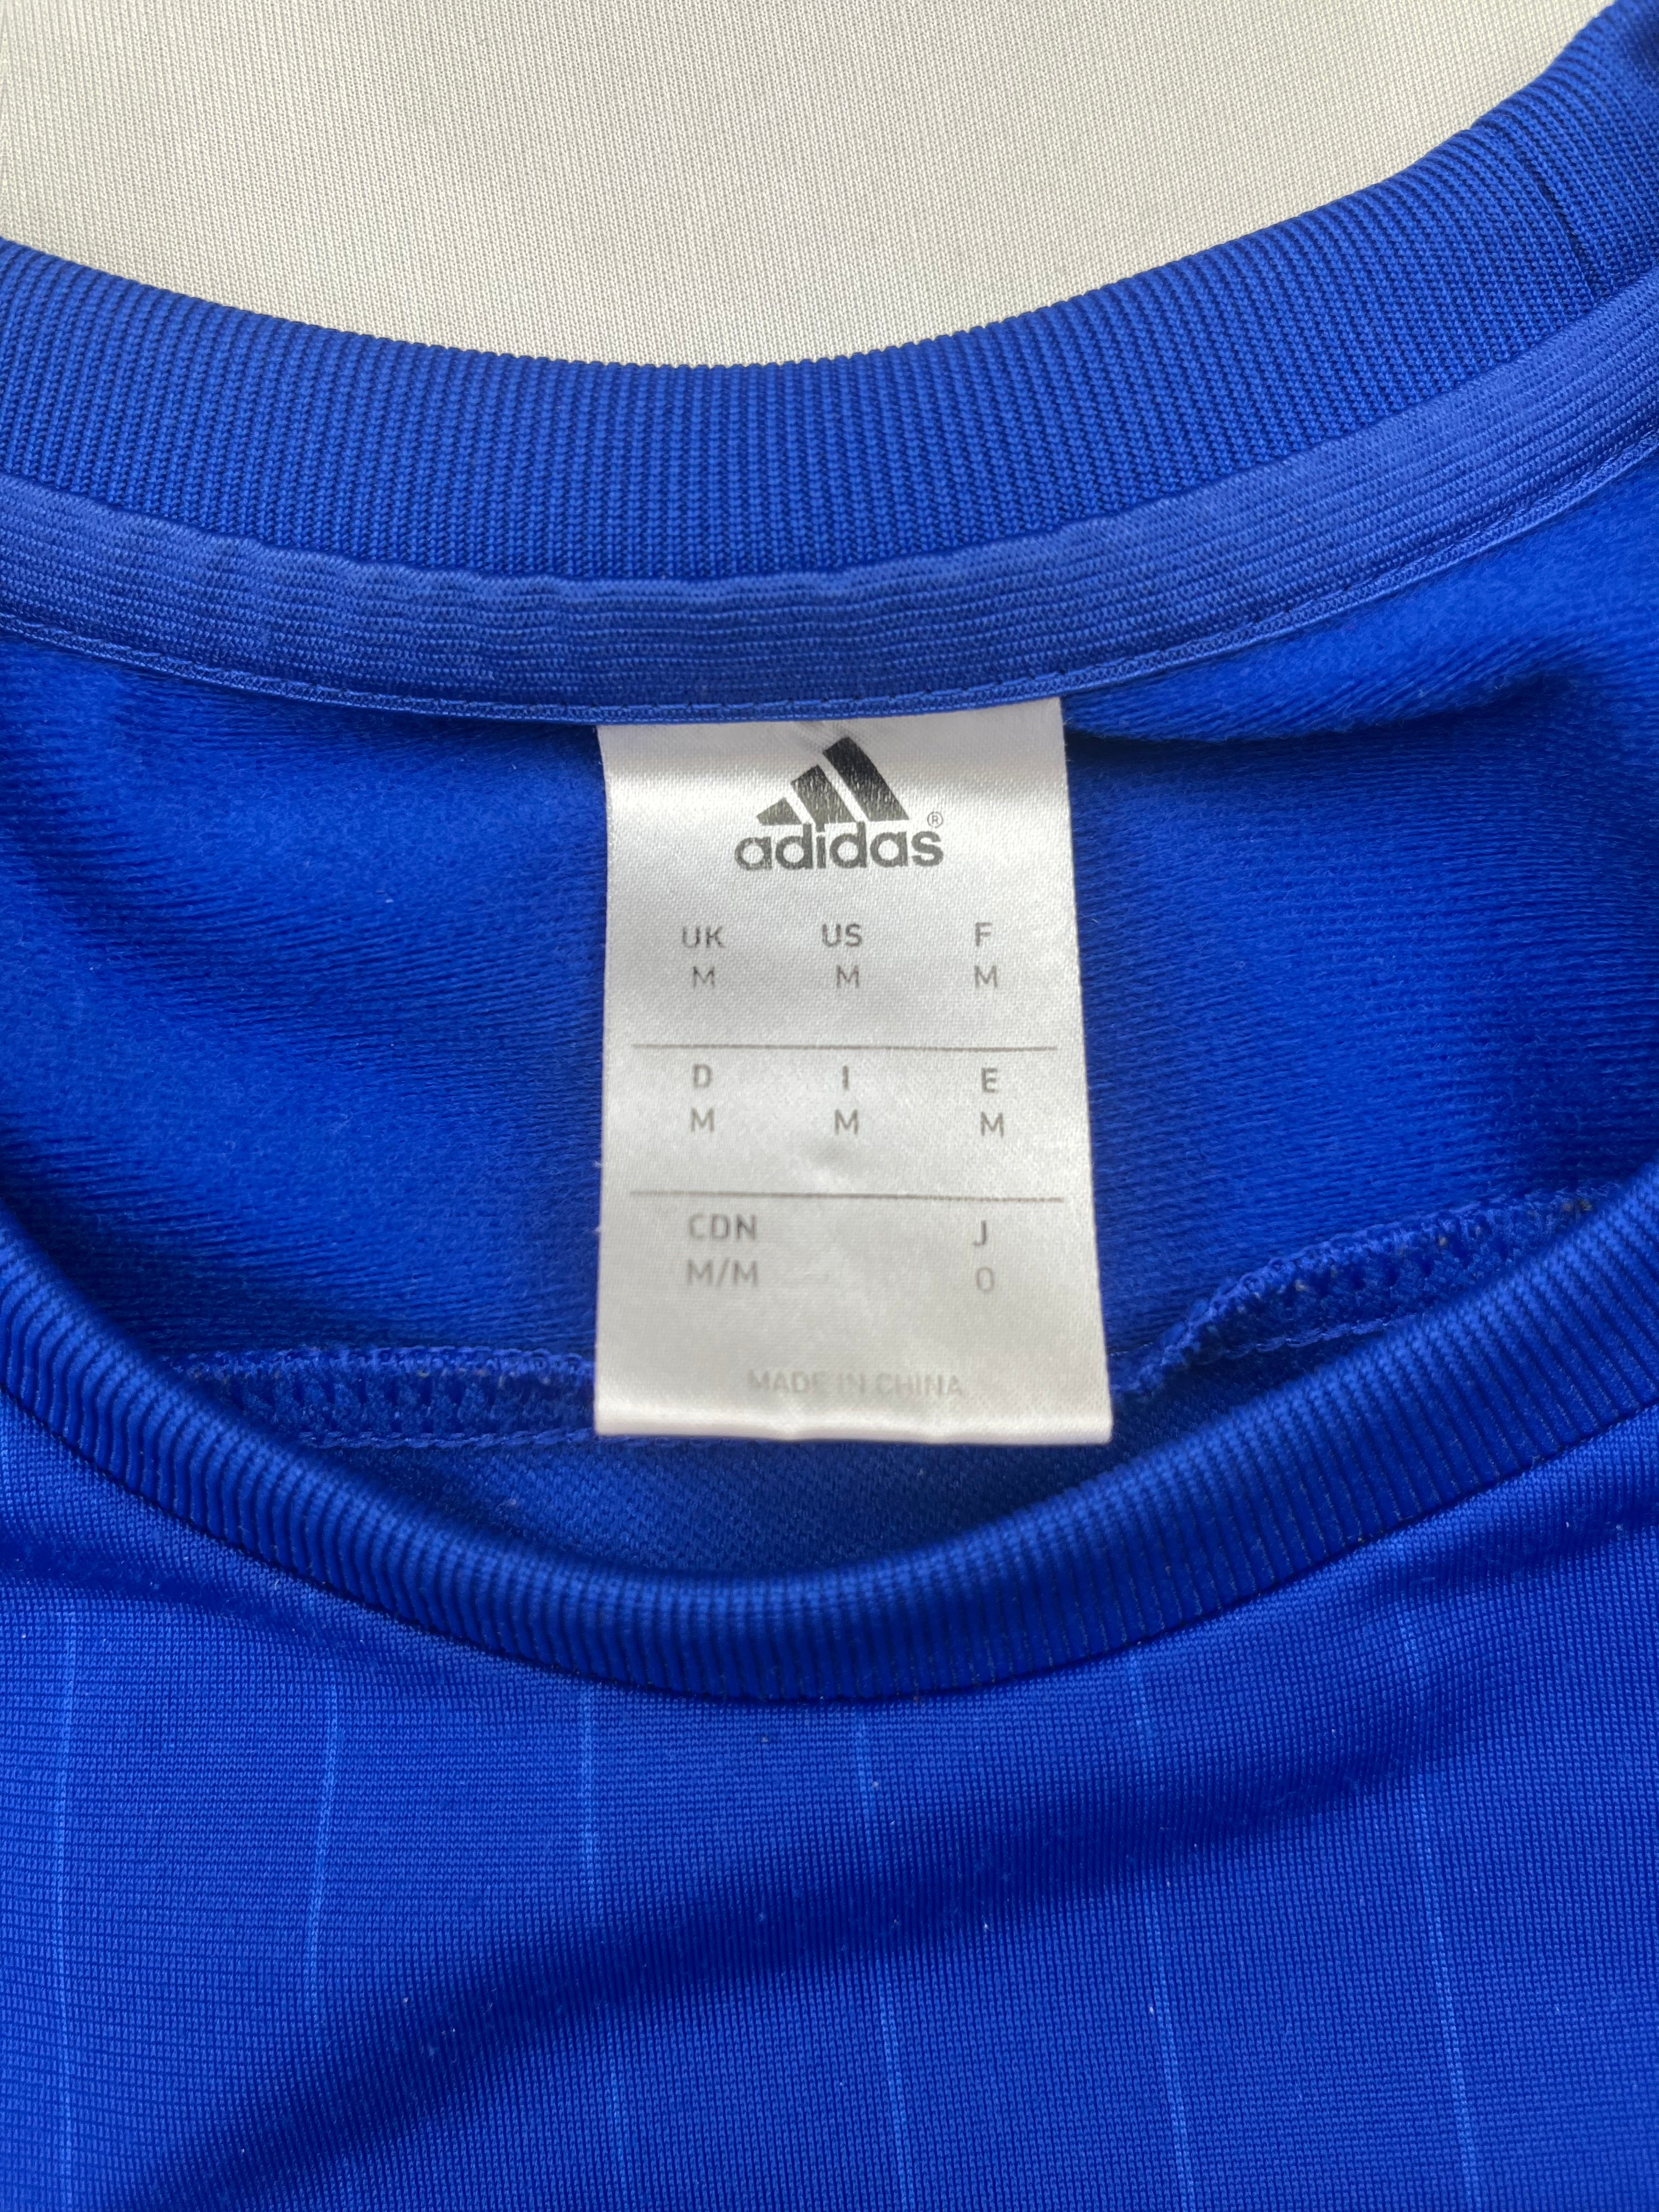 adidas®
UK US F
M M M
D I E
M M M
CDN J
M/M O
MADE IN CHINA